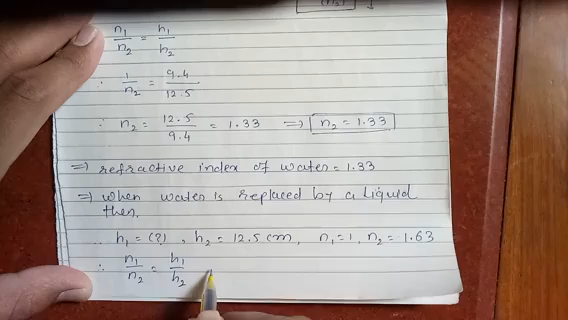 n₁/n₂ = h₁/h₂
∴ 1/n₂ = 9.4/12.5
∴ n₂ = 12.5/9.4 = 1.33 ⇒ n₂ = 1.33
⇒ refractive index of water = 1.33
⇒ when water is replaced by a liquid
then,
∴ h₁ = (?) , h₂ = 12.5 cm, n₁ = 1, n₂ = 1.63
∴ n₁/n₂ = h₁/h₂